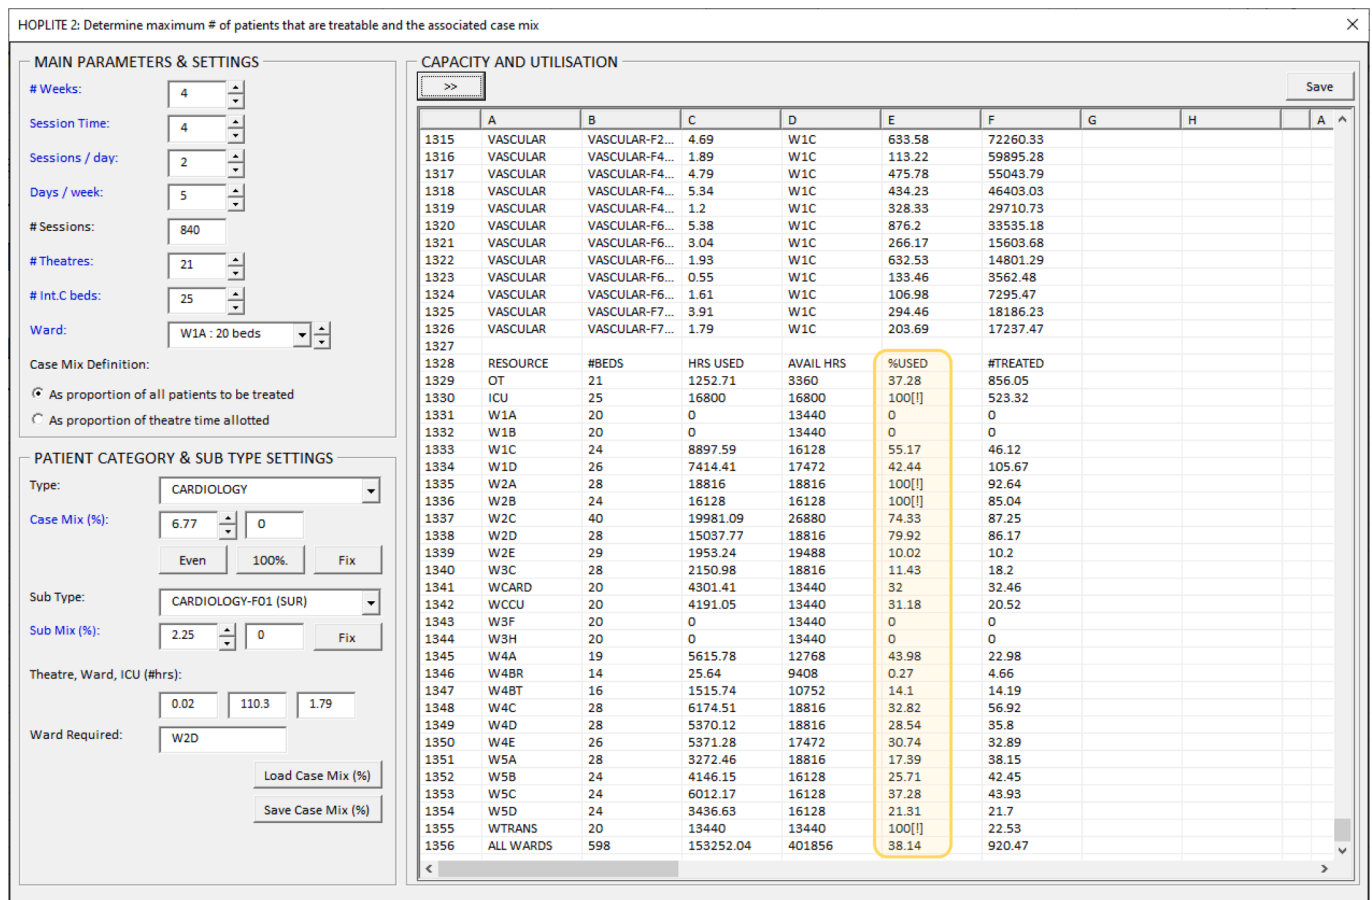 HOPLITE 2: Determine maximum # of patients that are treatable and the associated case mix
MAIN PARAMETERS & SETTINGS
# Weeks: 4
Session Time: 4
Sessions / day: 2
Days / week: 5
# Sessions: 840
# Theatres: 21
# Int.C beds: 25
Ward: W1A : 20 beds
Case Mix Definition:
As proportion of all patients to be treated
As proportion of theatre time allotted
PATIENT CATEGORY & SUB TYPE SETTINGS
Type: CARDIOLOGY
Case Mix (%): 6.77 0
Even 100%. Fix
Sub Type: CARDIOLOGY-F01 (SUR)
Sub Mix (%): 2.25 0 Fix
Theatre, Ward, ICU (#hrs):
0.02 110.3 1.79
Ward Required: W2D
Load Case Mix (%)
Save Case Mix (%)
CAPACITY AND UTILISATION
>> Save
A B C D E F G H A
1315 VASCULAR VASCULAR-F2... 4.69 W1C 633.58 72260.33
1316 VASCULAR VASCULAR-F4... 1.89 W1C 113.22 59895.28
1317 VASCULAR VASCULAR-F4... 4.79 W1C 475.78 55043.79
1318 VASCULAR VASCULAR-F4... 5.34 W1C 434.23 46403.03
1319 VASCULAR VASCULAR-F4... 1.2 W1C 328.33 29710.73
1320 VASCULAR VASCULAR-F6... 5.38 W1C 876.2 33535.18
1321 VASCULAR VASCULAR-F6... 3.04 W1C 266.17 15603.68
1322 VASCULAR VASCULAR-F6... 1.93 W1C 632.53 14801.29
1323 VASCULAR VASCULAR-F6... 0.55 W1C 133.46 3562.48
1324 VASCULAR VASCULAR-F6... 1.61 W1C 106.98 7295.47
1325 VASCULAR VASCULAR-F7... 3.91 W1C 294.46 18186.23
1326 VASCULAR VASCULAR-F7... 1.79 W1C 203.69 17237.47
1327
1328 RESOURCE #BEDS HRS USED AVAIL HRS %USED #TREATED
1329 OT 21 1252.71 3360 37.28 856.05
1330 ICU 25 16800 16800 100[!] 523.32
1331 W1A 20 0 13440 0 0
1332 W1B 20 0 13440 0 0
1333 W1C 24 8897.59 16128 55.17 46.12
1334 W1D 26 7414.41 17472 42.44 105.67
1335 W2A 28 18816 18816 100[!] 92.64
1336 W2B 24 16128 16128 100[!] 85.04
1337 W2C 40 19981.09 26880 74.33 87.25
1338 W2D 28 15037.77 18816 79.92 86.17
1339 W2E 29 1953.24 19488 10.02 10.2
1340 W3C 28 2150.98 18816 11.43 18.2
1341 WCARD 20 4301.41 13440 32 32.46
1342 WCCU 20 4191.05 13440 31.18 20.52
1343 W3F 20 0 13440 0 0
1344 W3H 20 0 13440 0 0
1345 W4A 19 5615.78 12768 43.98 22.98
1346 W4BR 14 25.64 9408 0.27 4.66
1347 W4BT 16 1515.74 10752 14.1 14.19
1348 W4C 28 6174.51 18816 32.82 56.92
1349 W4D 28 5370.12 18816 28.54 35.8
1350 W4E 26 5371.28 17472 30.74 32.89
1351 W5A 28 3272.46 18816 17.39 38.15
1352 W5B 24 4146.15 16128 25.71 42.45
1353 W5C 24 6012.17 16128 37.28 43.93
1354 W5D 24 3436.63 16128 21.31 21.7
1355 WTRANS 20 13440 13440 100[!] 22.53
1356 ALL WARDS 598 153252.04 401856 38.14 920.47